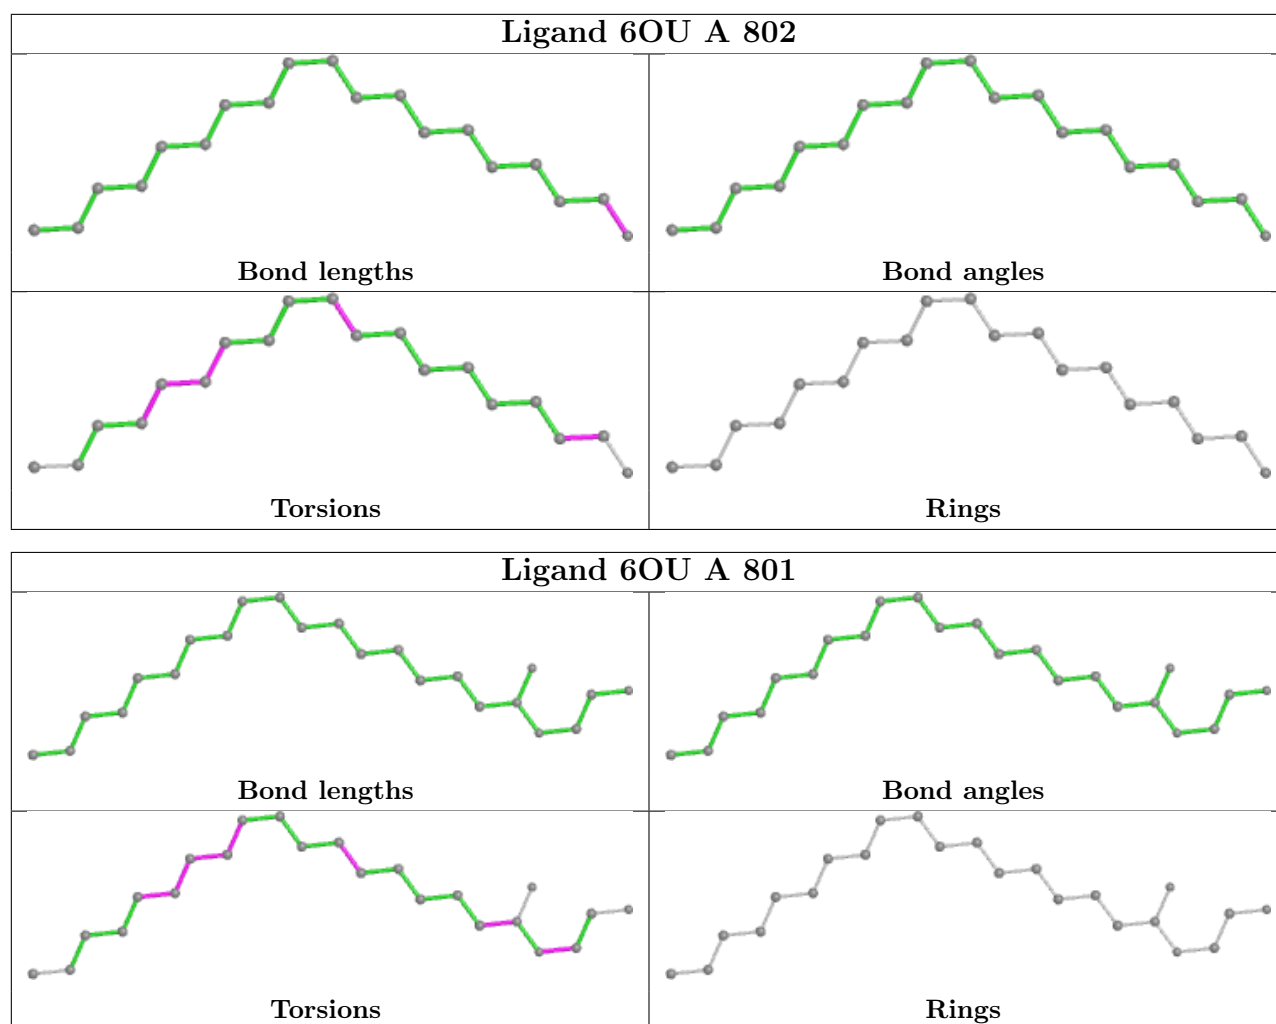 Ligand 6OU A 802
Bond lengths
Bond angles
Torsions
Rings
Ligand 6OU A 801
Bond lengths
Bond angles
Torsions
Rings